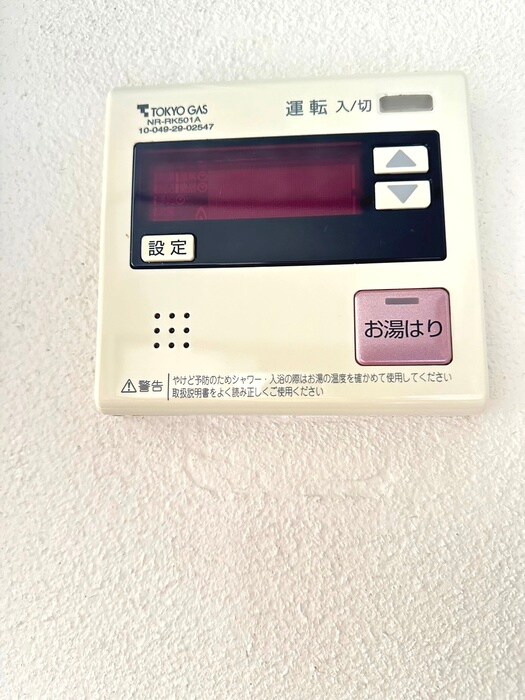 TOKYO GAS
NR-RK501A
10-049-29-02547
運転 入/切
設定
お湯はり
警告
やけど予防のためシャワー・入浴の際はお湯の温度を確かめて使用してください
取扱説明書をよく読み正しくご使用ください